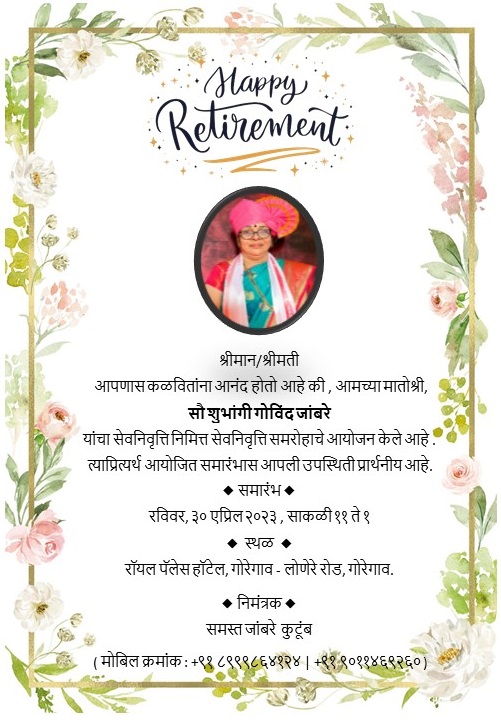 Happy
Retirement
श्रीमान/श्रीमती
आपणास कळवितांना आनंद होतो आहे की , आमच्या मातोश्री,
सौ शुभांगी गोविंद जांबरे
यांचा सेवनिवृत्ति निमित्त सेवनिवृत्ति समरोहाचे आयोजन केले आहे .
त्याप्रित्यर्थ आयोजित समारंभास आपली उपस्थिती प्रार्थनीय आहे.
◆ समारंभ ◆
रविवर, ३० एप्रिल २०२३ , साकळी ११ ते १
◆ स्थळ ◆
रॉयल पॅलेस हॉटेल, गोरेगाव - लोणेरे रोड, गोरेगाव.
◆ निमंत्रक ◆
समस्त जांबरे कुटूंब
( मोबिल क्रमांक : +९१ ८९९९८६४१२४ | +९१ ९०११४६९२६० )